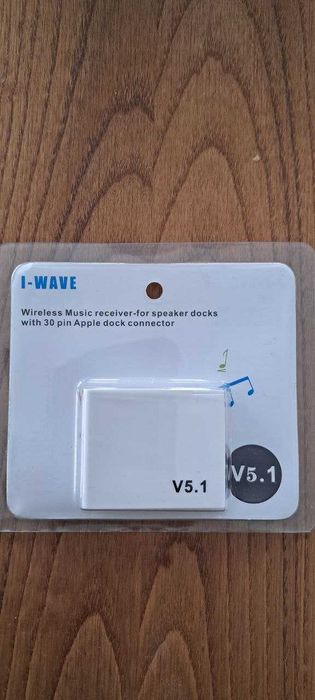 I-WAVE
Wireless Music receiver-for speaker docks
with 30 pin Apple dock connector
V5.1
V5.1